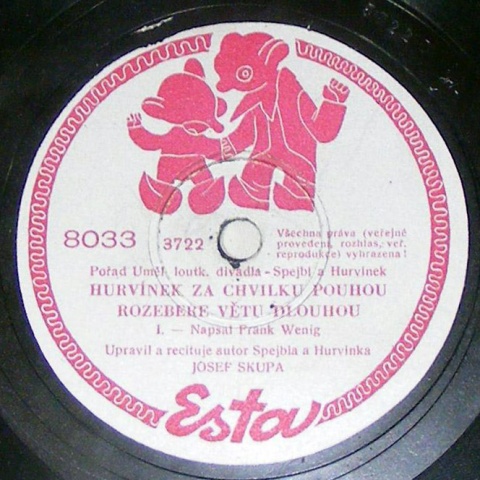 3722
8033 3722
Všechna práva (veřejné
provedení, rozhlas, veř.
reprodukce) vyhrazena!
Pořad Uměl. loutk. divadla - Spejbl a Hurvínek
HURVÍNEK ZA CHVILKU POUHOU
ROZEBERE VĚTU DLOUHOU
I. — Napsal Frank Wenig
Upravil a recituje autor Spejbla a Hurvínka
JOSEF SKUPA
Esta